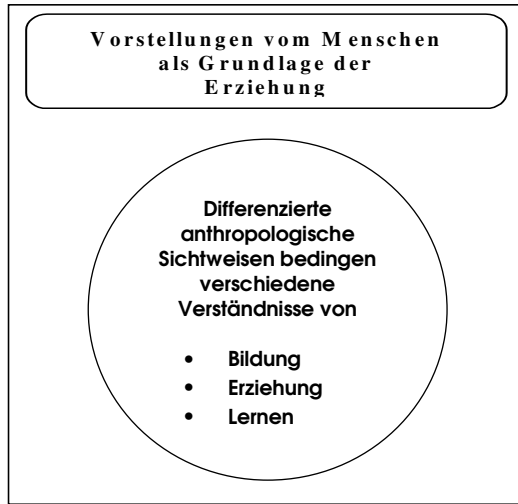 Vorstellungen vom Menschen
als Grundlage der
Erziehung
Differenzierte
anthropologische
Sichtweisen bedingen
verschiedene
Verständnisse von
• Bildung
• Erziehung
• Lernen